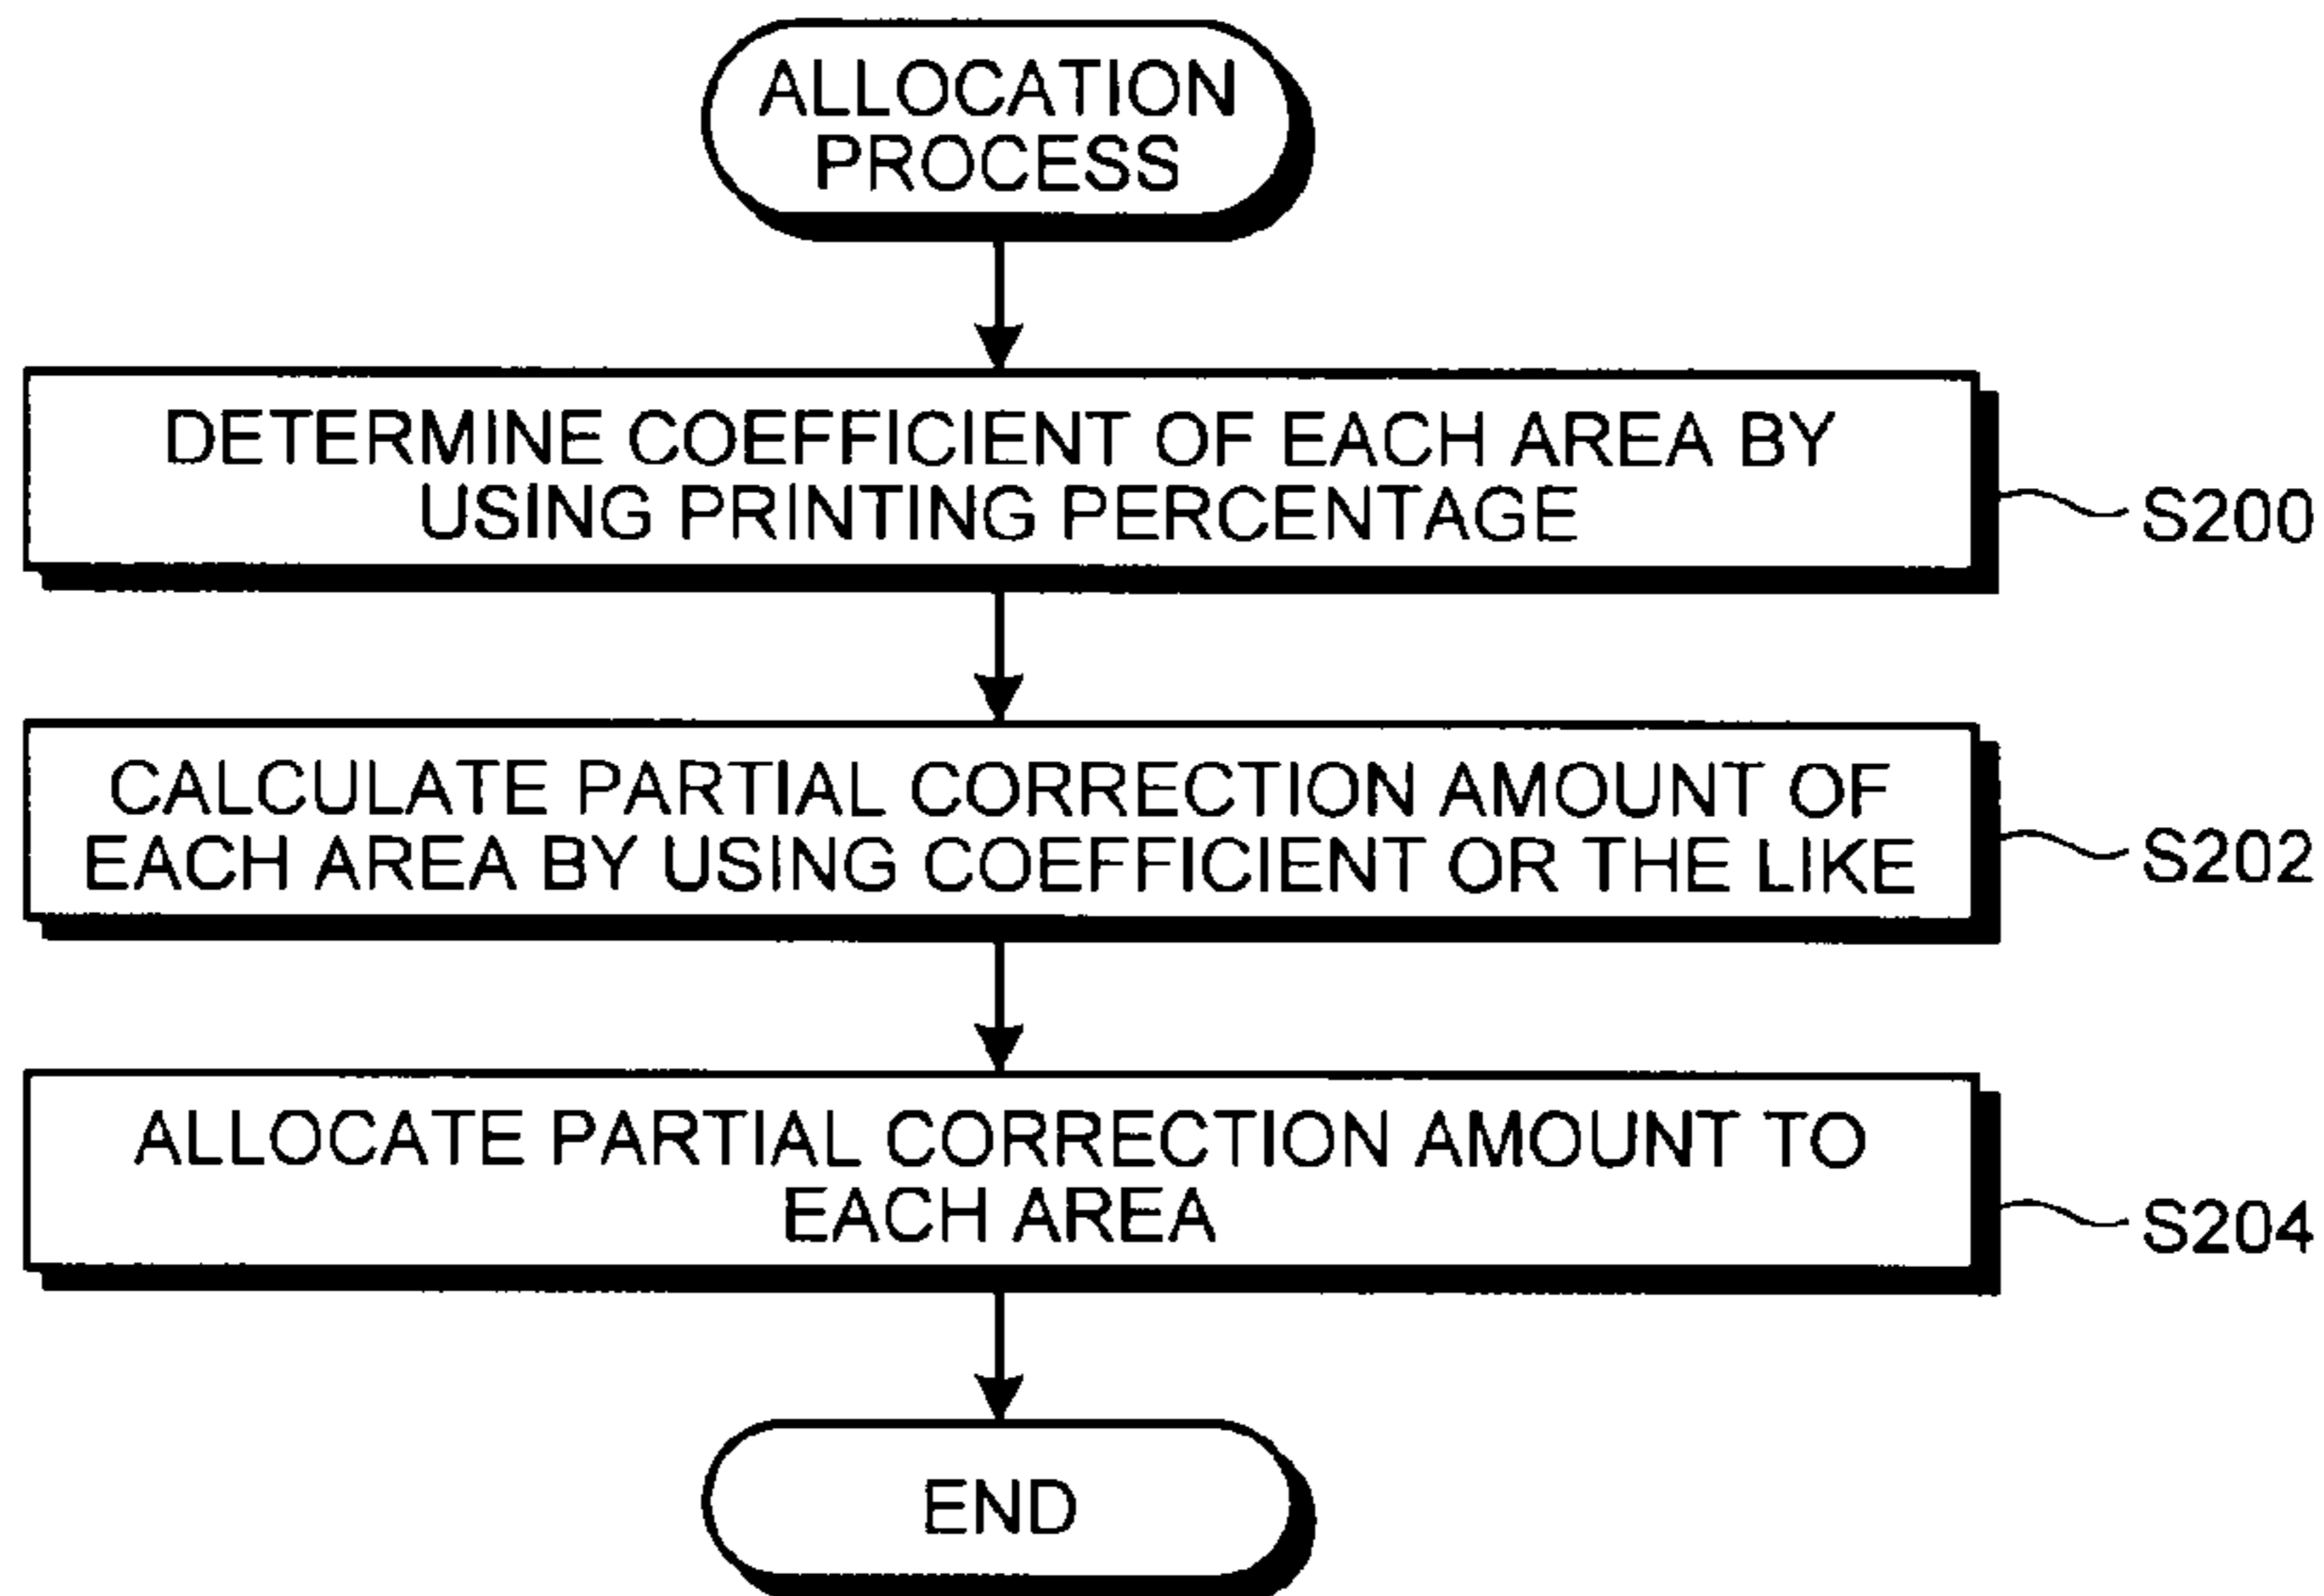 ALLOCATION
PROCESS
DETERMINE COEFFICIENT OF EACH AREA BY
USING PRINTING PERCENTAGE
S200
CALCULATE PARTIAL CORRECTION AMOUNT OF
EACH AREA BY USING COEFFICIENT OR THE LIKE
S202
ALLOCATE PARTIAL CORRECTION AMOUNT TO
EACH AREA
S204
END